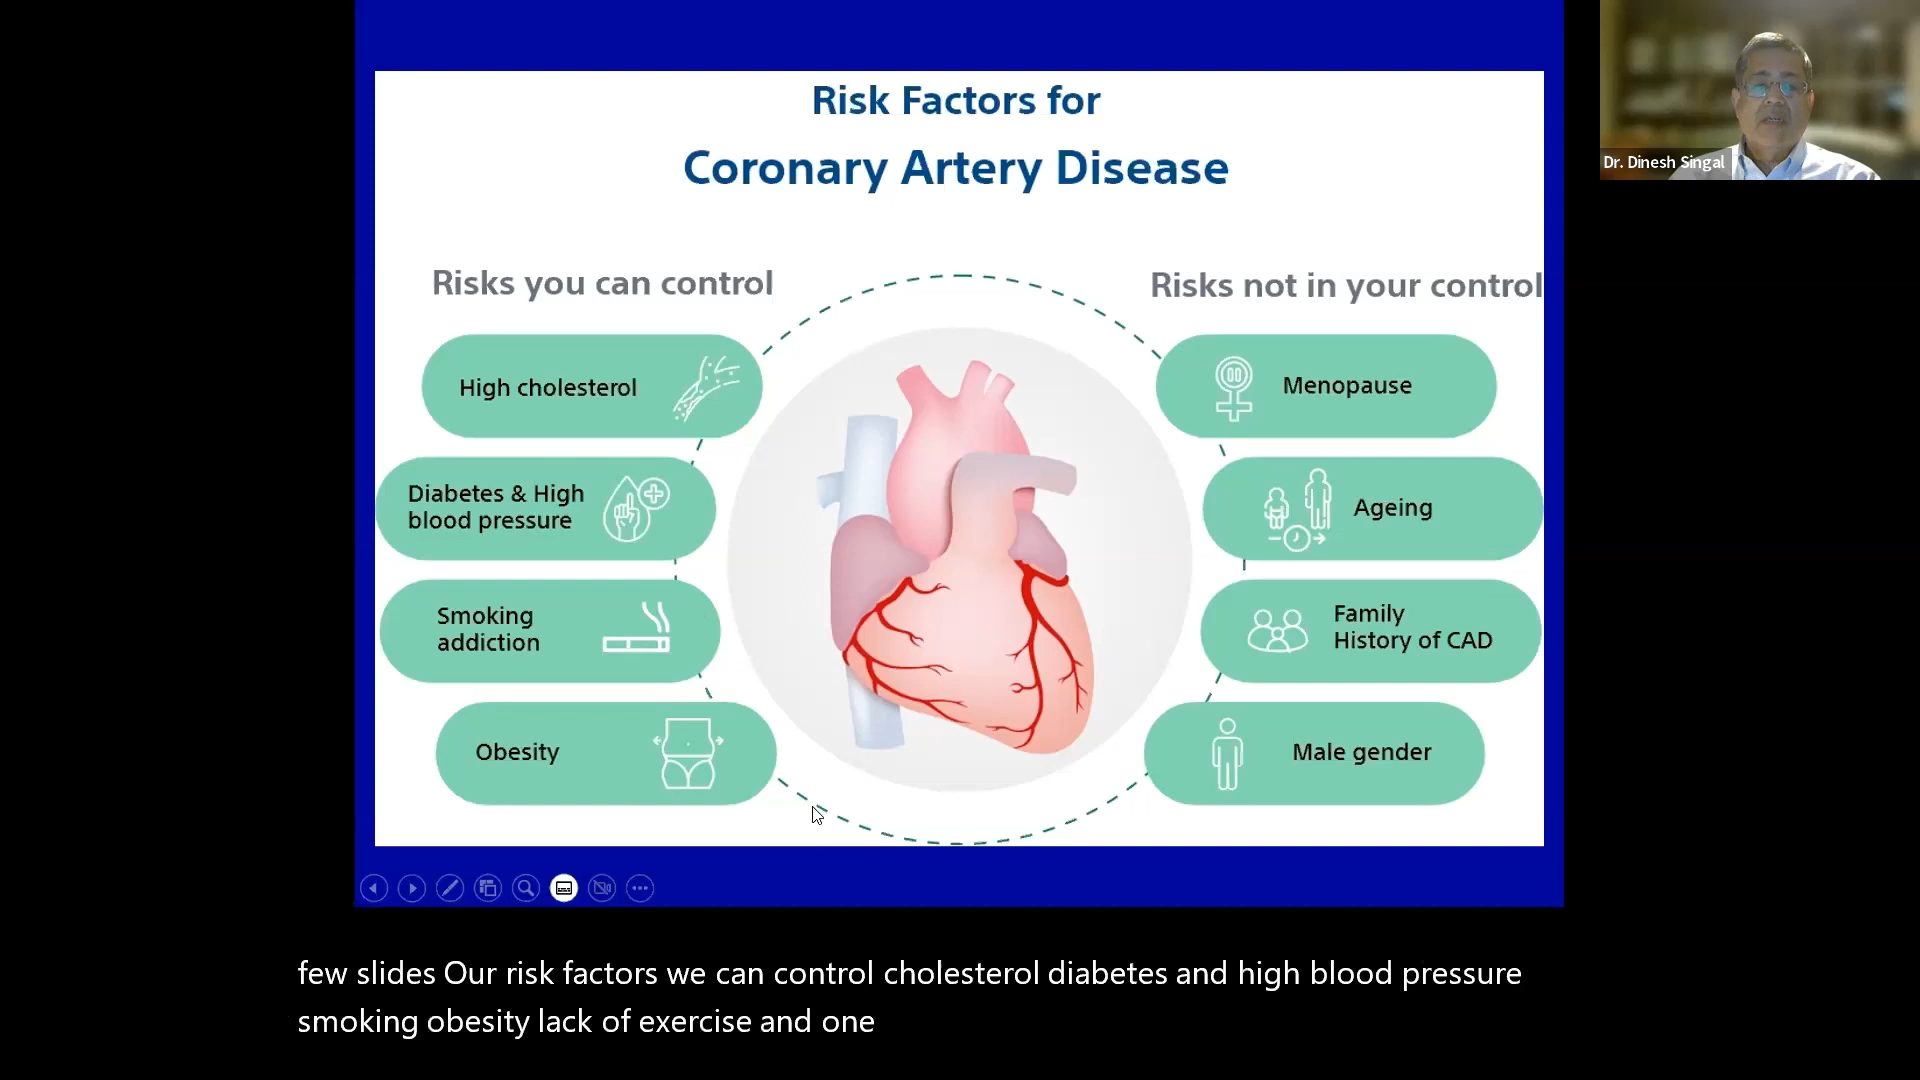 Risk Factors for
Coronary Artery Disease
Risks you can control
High cholesterol
Diabetes & High
blood pressure
Smoking
addiction
Obesity
Risks not in your control
Menopause
Ageing
Family
History of CAD
Male gender
Dr. Dinesh Singal
few slides Our risk factors we can control cholesterol diabetes and high blood pressure
smoking obesity lack of exercise and one